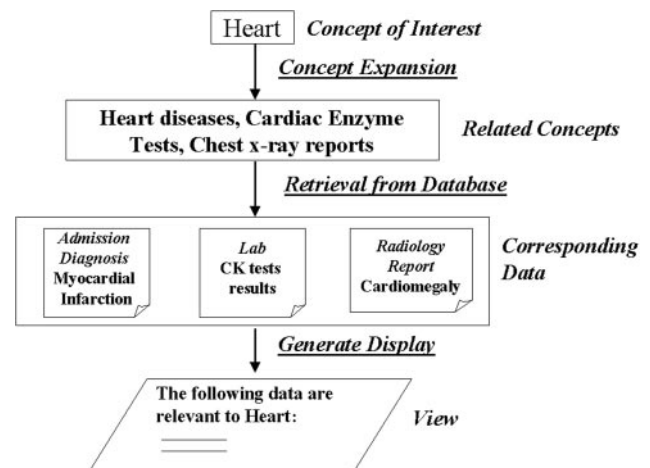 Heart
Concept of Interest
Concept Expansion
Heart diseases, Cardiac Enzyme
Tests, Chest x-ray reports
Related Concepts
Retrieval from Database
Admission
Diagnosis
Myocardial
Infarction
Lab
CK tests
results
Radiology
Report
Cardiomegaly
Corresponding
Data
Generate Display
The following data are
relevant to Heart:
View